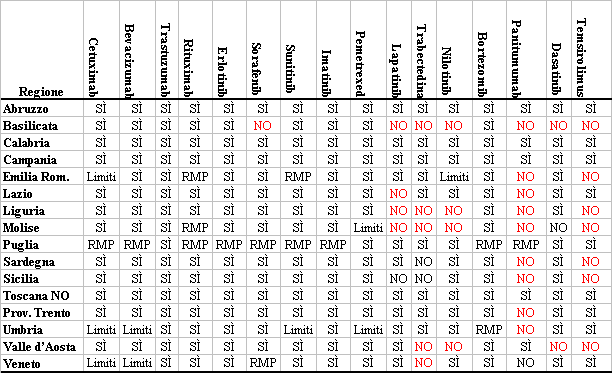 Regione Cetuximab Bevacizumab Trastuzumab Rituximab Erlotinib Sorafenib Sunitinib Imatinib Pemetrexed Lapatinib Trabectedina Nilotinib Bortezomib Panitumumab Dasatinib Temsirolimus
Abruzzo SÌ SÌ SÌ SÌ SÌ SÌ SÌ SÌ SÌ SÌ SÌ SÌ SÌ SÌ SÌ SÌ
Basilicata SÌ SÌ SÌ SÌ SÌ NO SÌ SÌ SÌ NO NO NO SÌ NO NO NO
Calabria SÌ SÌ SÌ SÌ SÌ SÌ SÌ SÌ SÌ SÌ SÌ SÌ SÌ SÌ SÌ SÌ
Campania SÌ SÌ SÌ SÌ SÌ SÌ SÌ SÌ SÌ SÌ SÌ SÌ SÌ SÌ SÌ SÌ
Emilia Rom. Limiti SÌ SÌ RMP SÌ SÌ RMP SÌ SÌ SÌ SÌ Limiti SÌ NO SÌ NO
Lazio SÌ SÌ SÌ SÌ SÌ SÌ SÌ SÌ SÌ NO SÌ SÌ SÌ NO SÌ SÌ
Liguria SÌ SÌ SÌ SÌ SÌ SÌ SÌ SÌ SÌ NO NO NO SÌ NO SÌ NO
Molise SÌ SÌ SÌ RMP SÌ SÌ SÌ SÌ Limiti NO NO NO SÌ NO NO NO
Puglia RMP RMP SÌ RMP RMP RMP RMP RMP SÌ SÌ SÌ SÌ RMP RMP SÌ SÌ
Sardegna SÌ SÌ SÌ SÌ SÌ SÌ SÌ SÌ SÌ SÌ NO SÌ SÌ NO SÌ NO
Sicilia SÌ SÌ SÌ SÌ SÌ SÌ SÌ SÌ SÌ NO NO SÌ SÌ NO SÌ NO
Toscana NO SÌ SÌ SÌ SÌ SÌ SÌ SÌ SÌ SÌ SÌ SÌ SÌ SÌ SÌ SÌ SÌ
Prov. Trento SÌ SÌ SÌ SÌ SÌ SÌ SÌ SÌ SÌ SÌ SÌ SÌ SÌ NO SÌ SÌ
Umbria Limiti Limiti SÌ SÌ SÌ SÌ Limiti SÌ Limiti SÌ SÌ SÌ RMP NO SÌ SÌ
Valle d'Aosta SÌ SÌ SÌ SÌ SÌ SÌ SÌ SÌ SÌ SÌ NO NO SÌ SÌ NO NO
Veneto Limiti Limiti SÌ SÌ SÌ RMP SÌ SÌ SÌ SÌ NO SÌ SÌ NO SÌ SÌ